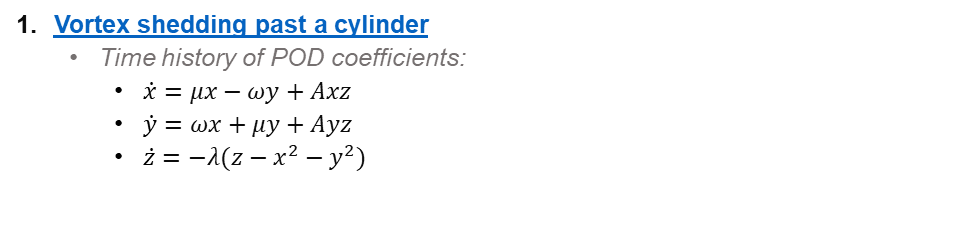 1. Vortex shedding past a cylinder
• Time history of POD coefficients:
• ẋ = μx − ωy + Axz
• ẏ = ωx + μy + Ayz
• ż = −λ(z − x² − y²)